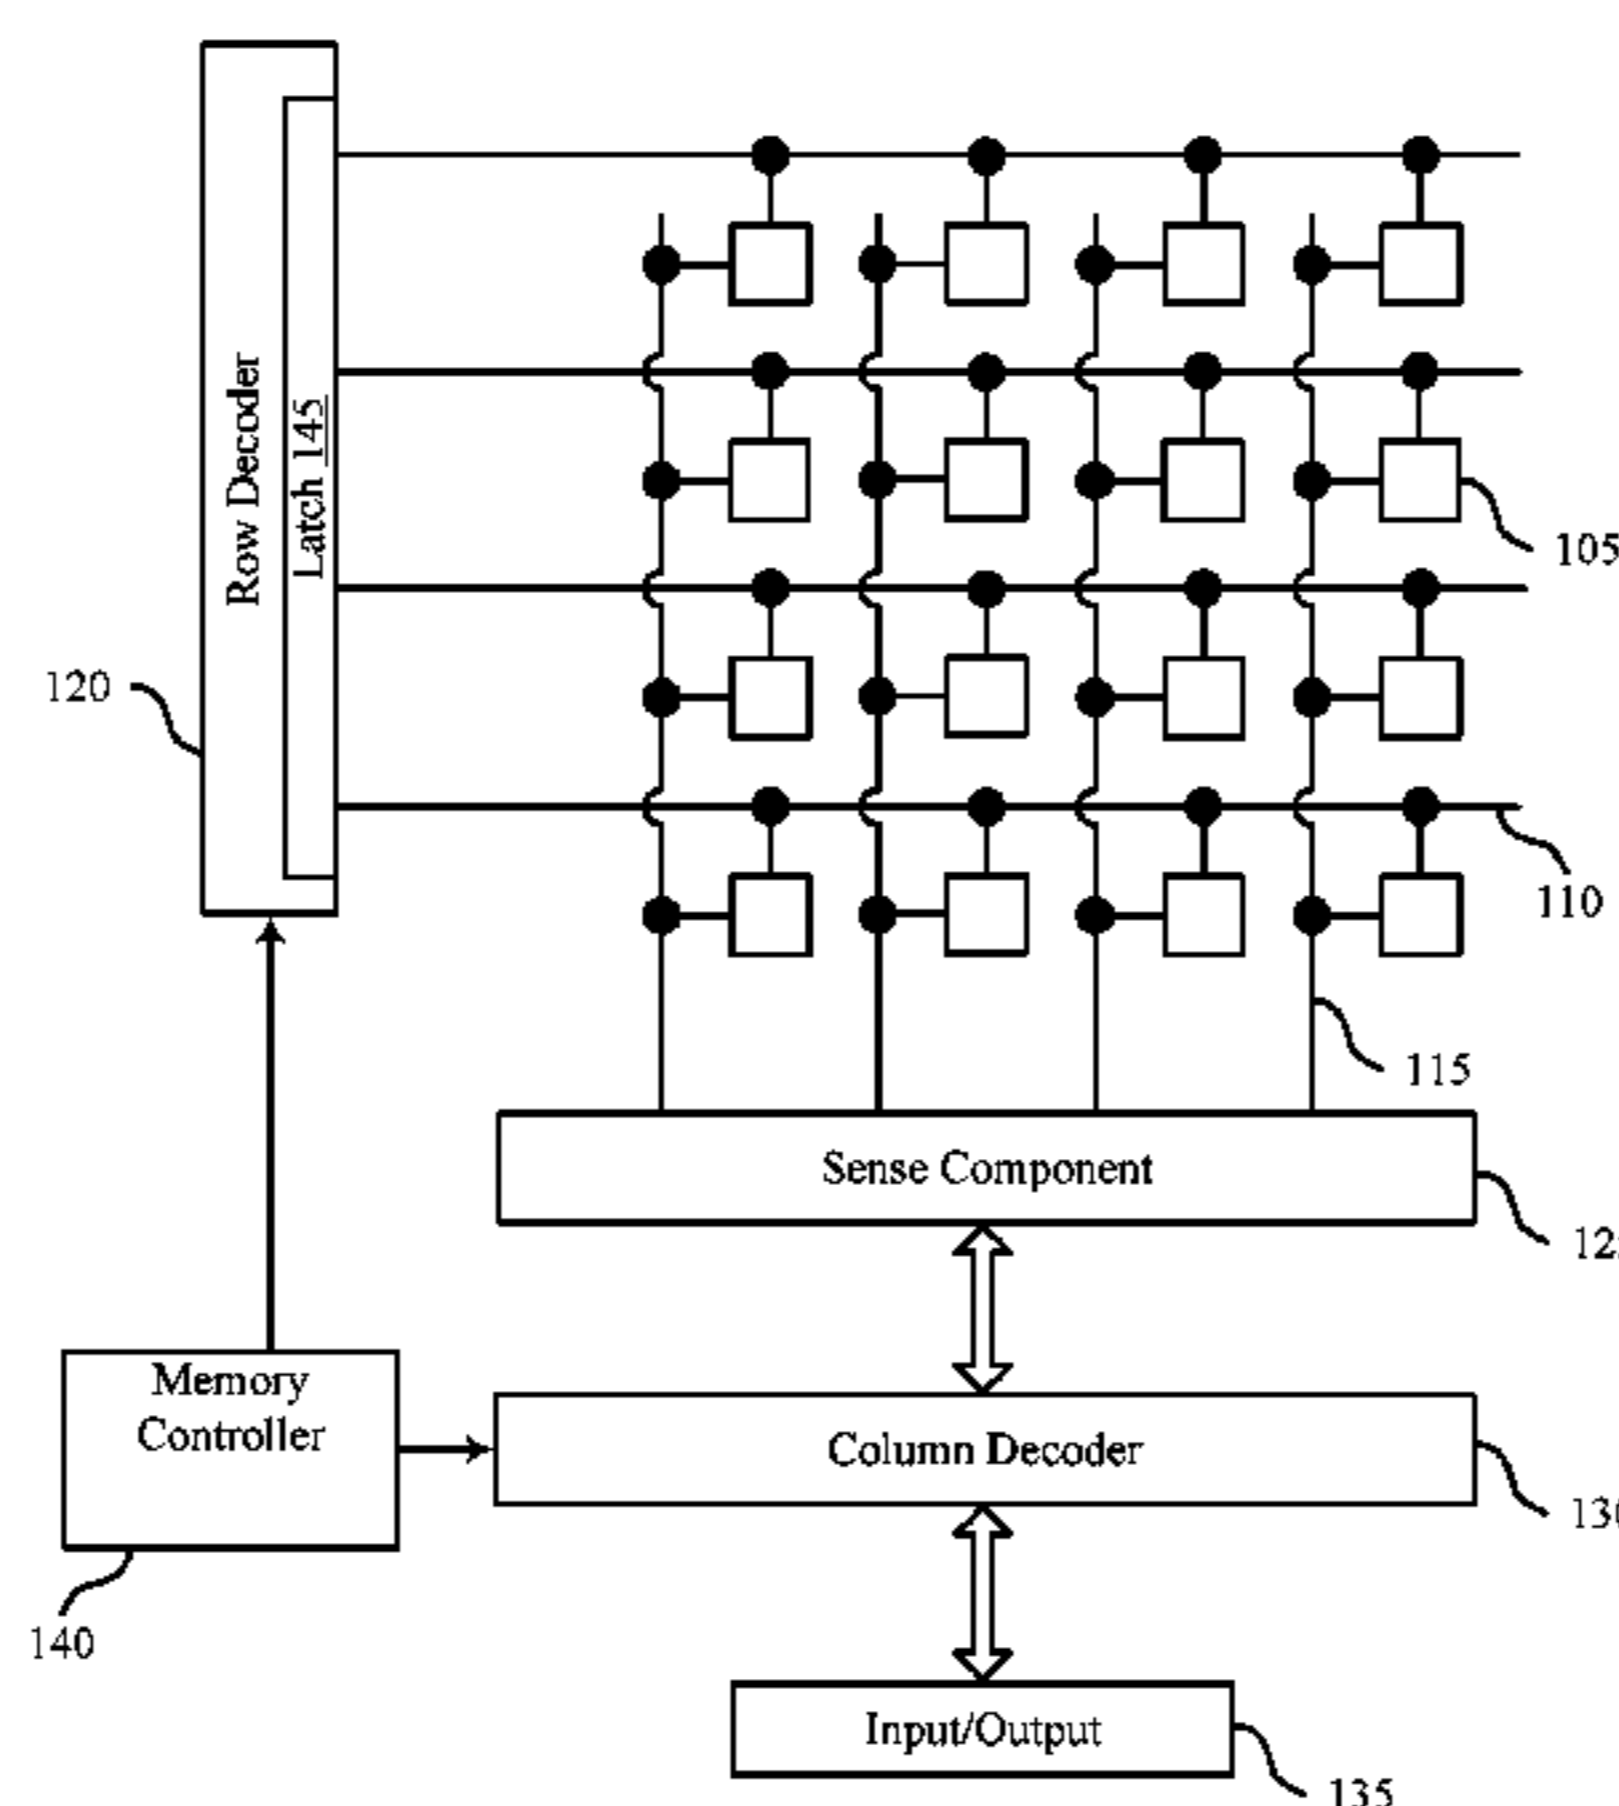 Row Decoder
Latch 145
105
120
110
115
Sense Component
Memory
Controller
Column Decoder
140
Input/Output
135